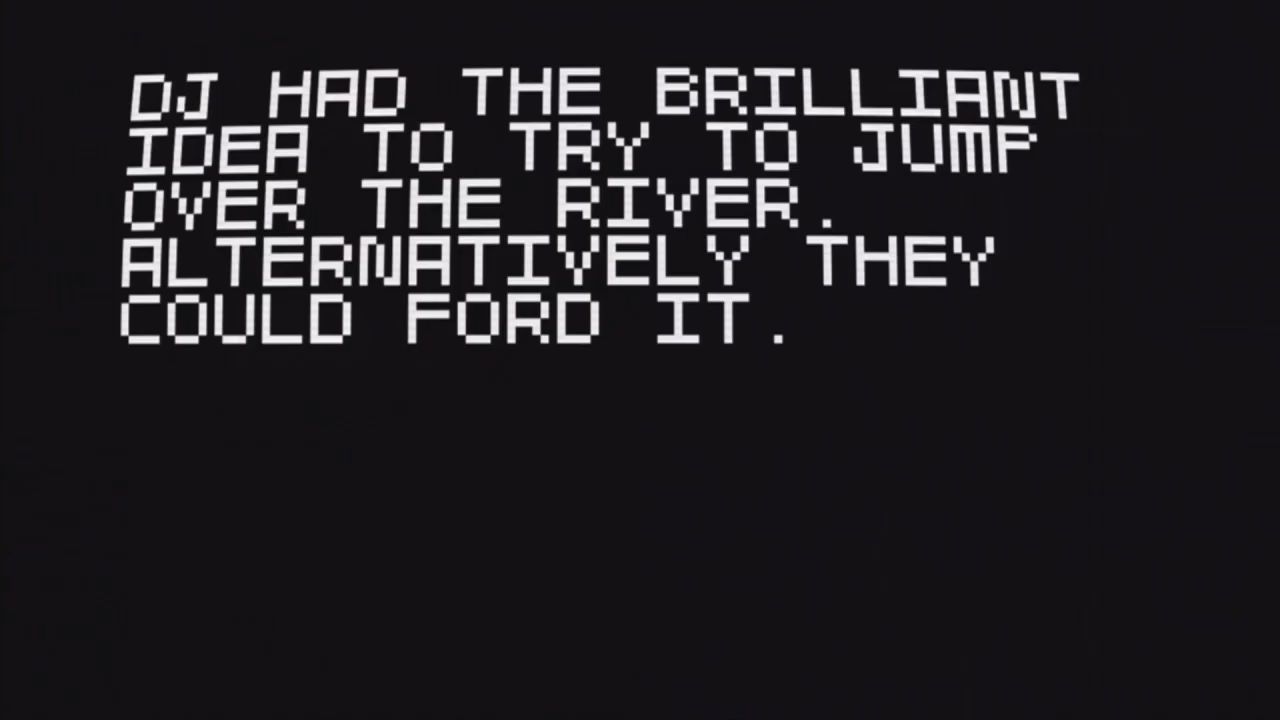 DJ HAD THE BRILLIANT
IDEA TO TRY TO JUMP
OVER THE RIVER.
ALTERNATIVELY THEY
COULD FORD IT.